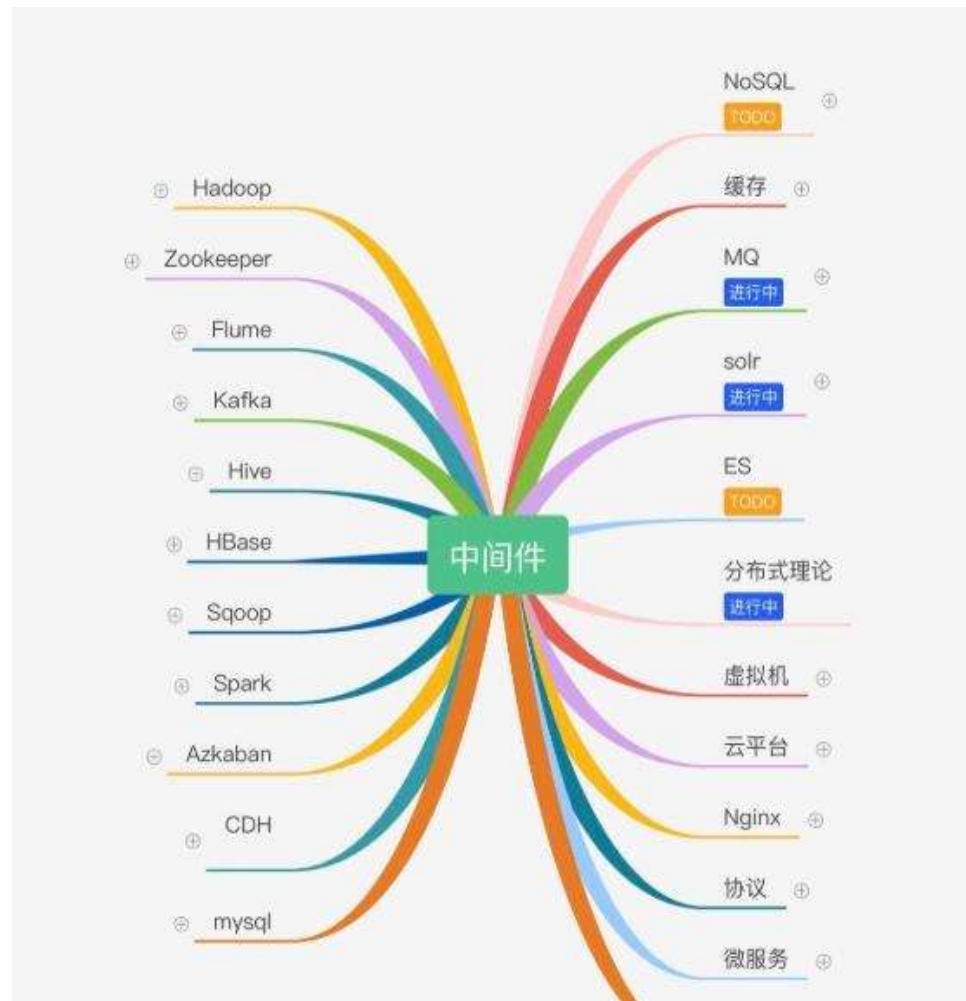 Hadoop
Zookeeper
Flume
Kafka
Hive
HBase
Sqoop
Spark
Azkaban
CDH
mysql
中间件
NoSQL
TODO
缓存
MQ
进行中
solr
进行中
ES
TODO
分布式理论
进行中
虚拟机
云平台
Nginx
协议
微服务